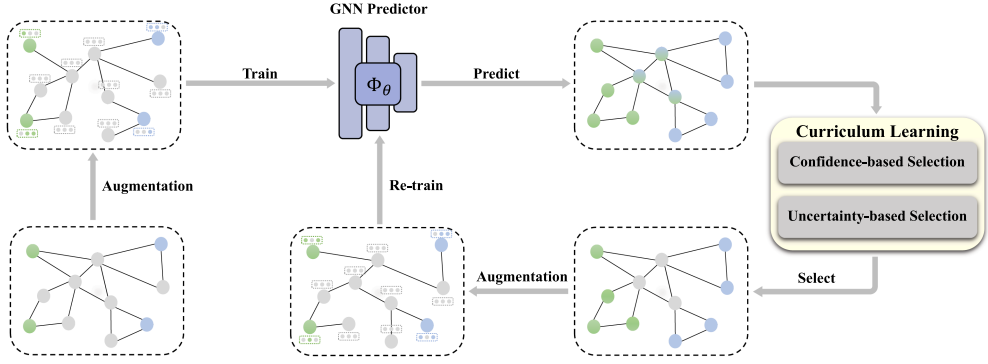 GNN Predictor
Train
Φθ
Predict
Curriculum Learning
Confidence-based Selection
Uncertainty-based Selection
Augmentation
Re-train
Augmentation
Select